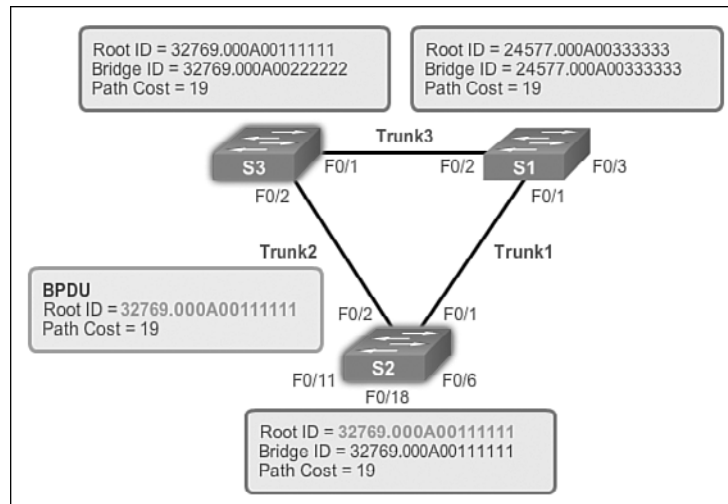 Root ID = 32769.000A00111111
Bridge ID = 32769.000A00222222
Path Cost = 19
Root ID = 24577.000A00333333
Bridge ID = 24577.000A00333333
Path Cost = 19
Trunk3
S3
F0/1
F0/2
S1
F0/3
F0/2
F0/1
Trunk2
Trunk1
BPDU
Root ID = 32769.000A00111111
Path Cost = 19
F0/2
F0/1
S2
F0/11
F0/6
F0/18
Root ID = 32769.000A00111111
Bridge ID = 32769.000A00111111
Path Cost = 19